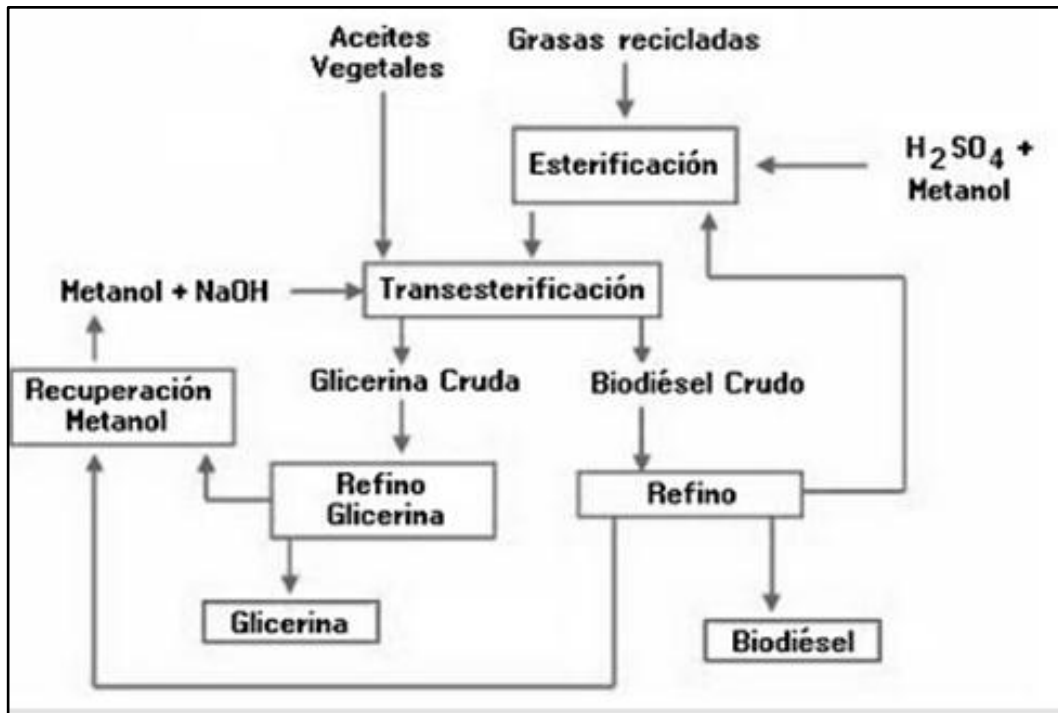 Aceites
Vegetales
Grasas recicladas
Esterificación
H2SO4 +
Metanol
Metanol + NaOH
Transesterificación
Recuperación
Metanol
Glicerina Cruda
Biodiésel Crudo
Refino
Glicerina
Refino
Glicerina
Biodiésel